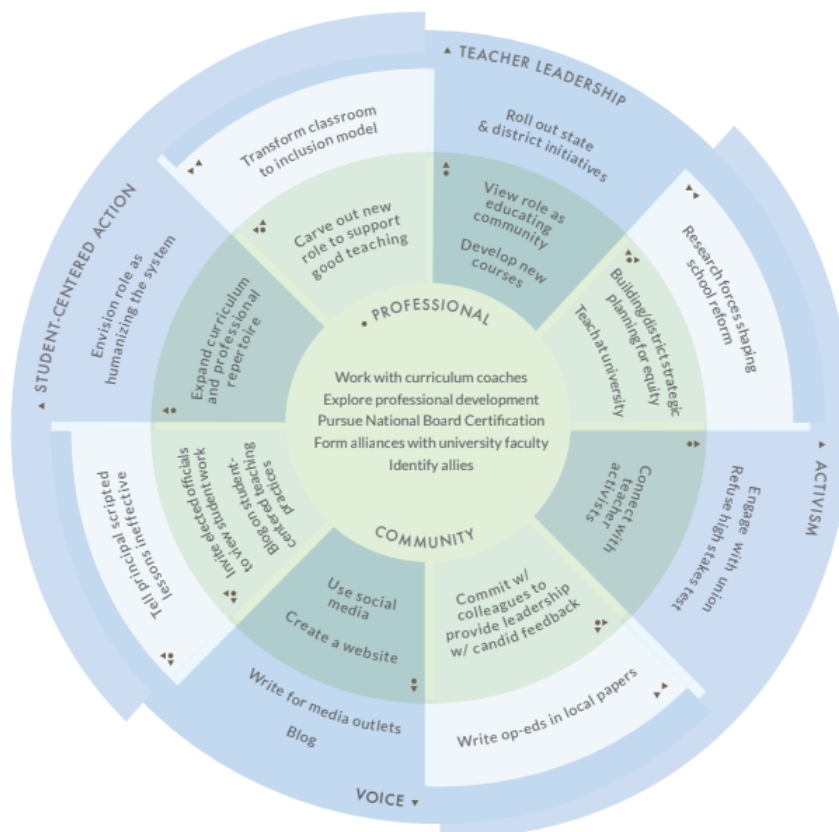 TEACHER LEADERSHIP
Roll out state
& district initiatives
View role as
educating
community
Develop new
courses
Research forces shaping
school reform
Building/district strategic
planning for equity
Teach at university
ACTIVISM
Engage with union
Refuse high stakes test
Connect with
teacher
activists
Commit w/
colleagues to
provide leadership
w/ candid feedback
Write op-eds in local papers
VOICE
Use social
media
Create a website
Write for media outlets
Blog
Invite elected officials
to view student work
Blog on student-
centered teaching
practices
Tell principal scripted
lessons ineffective
STUDENT-CENTERED ACTION
Envision role as
humanizing the system
Expand curriculum
and professional
repertoire
Transform classroom
to inclusion model
Carve out new
role to support
good teaching
PROFESSIONAL
Work with curriculum coaches
Explore professional development
Pursue National Board Certification
Form alliances with university faculty
Identify allies
COMMUNITY